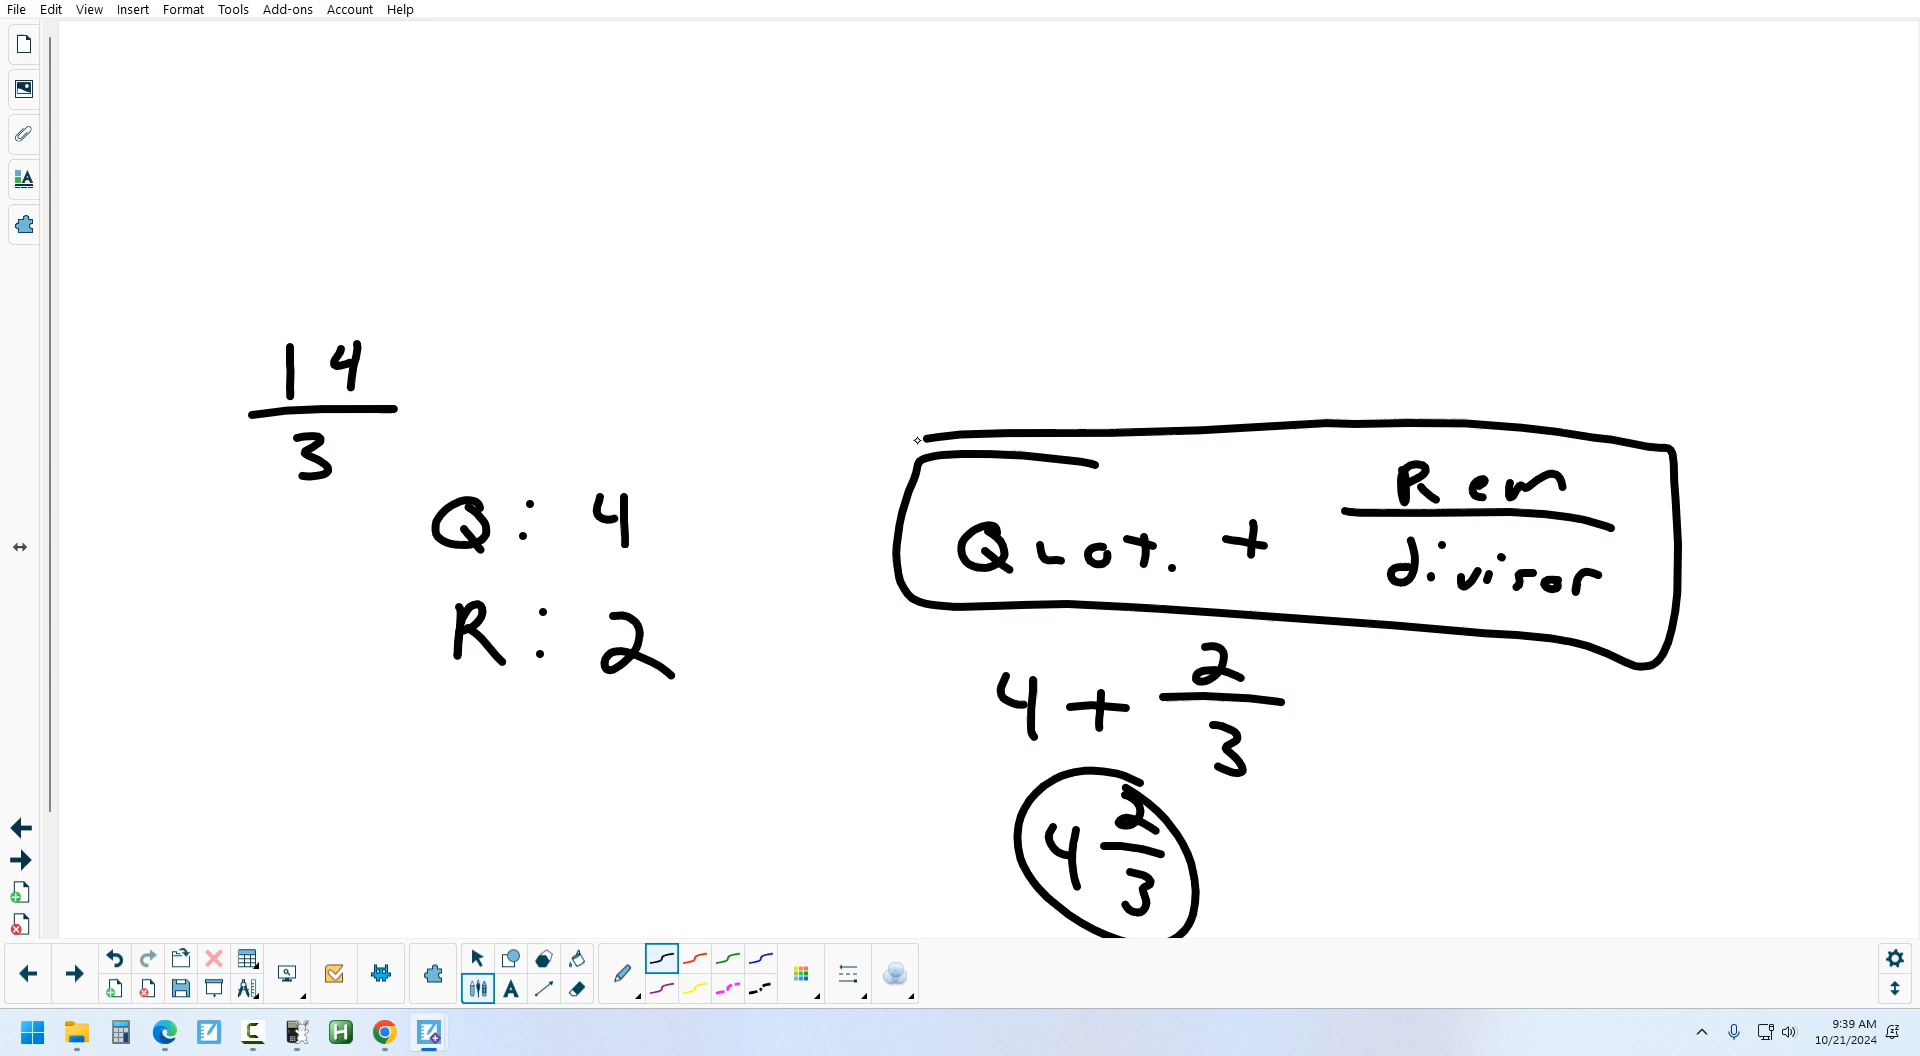 File Edit View Insert Format Tools Add-ons Account Help
14
3
Q: 4
R: 2
Quot. + Rem
divisor
4 + 2
3
4 2
3
9:39 AM
10/21/2024